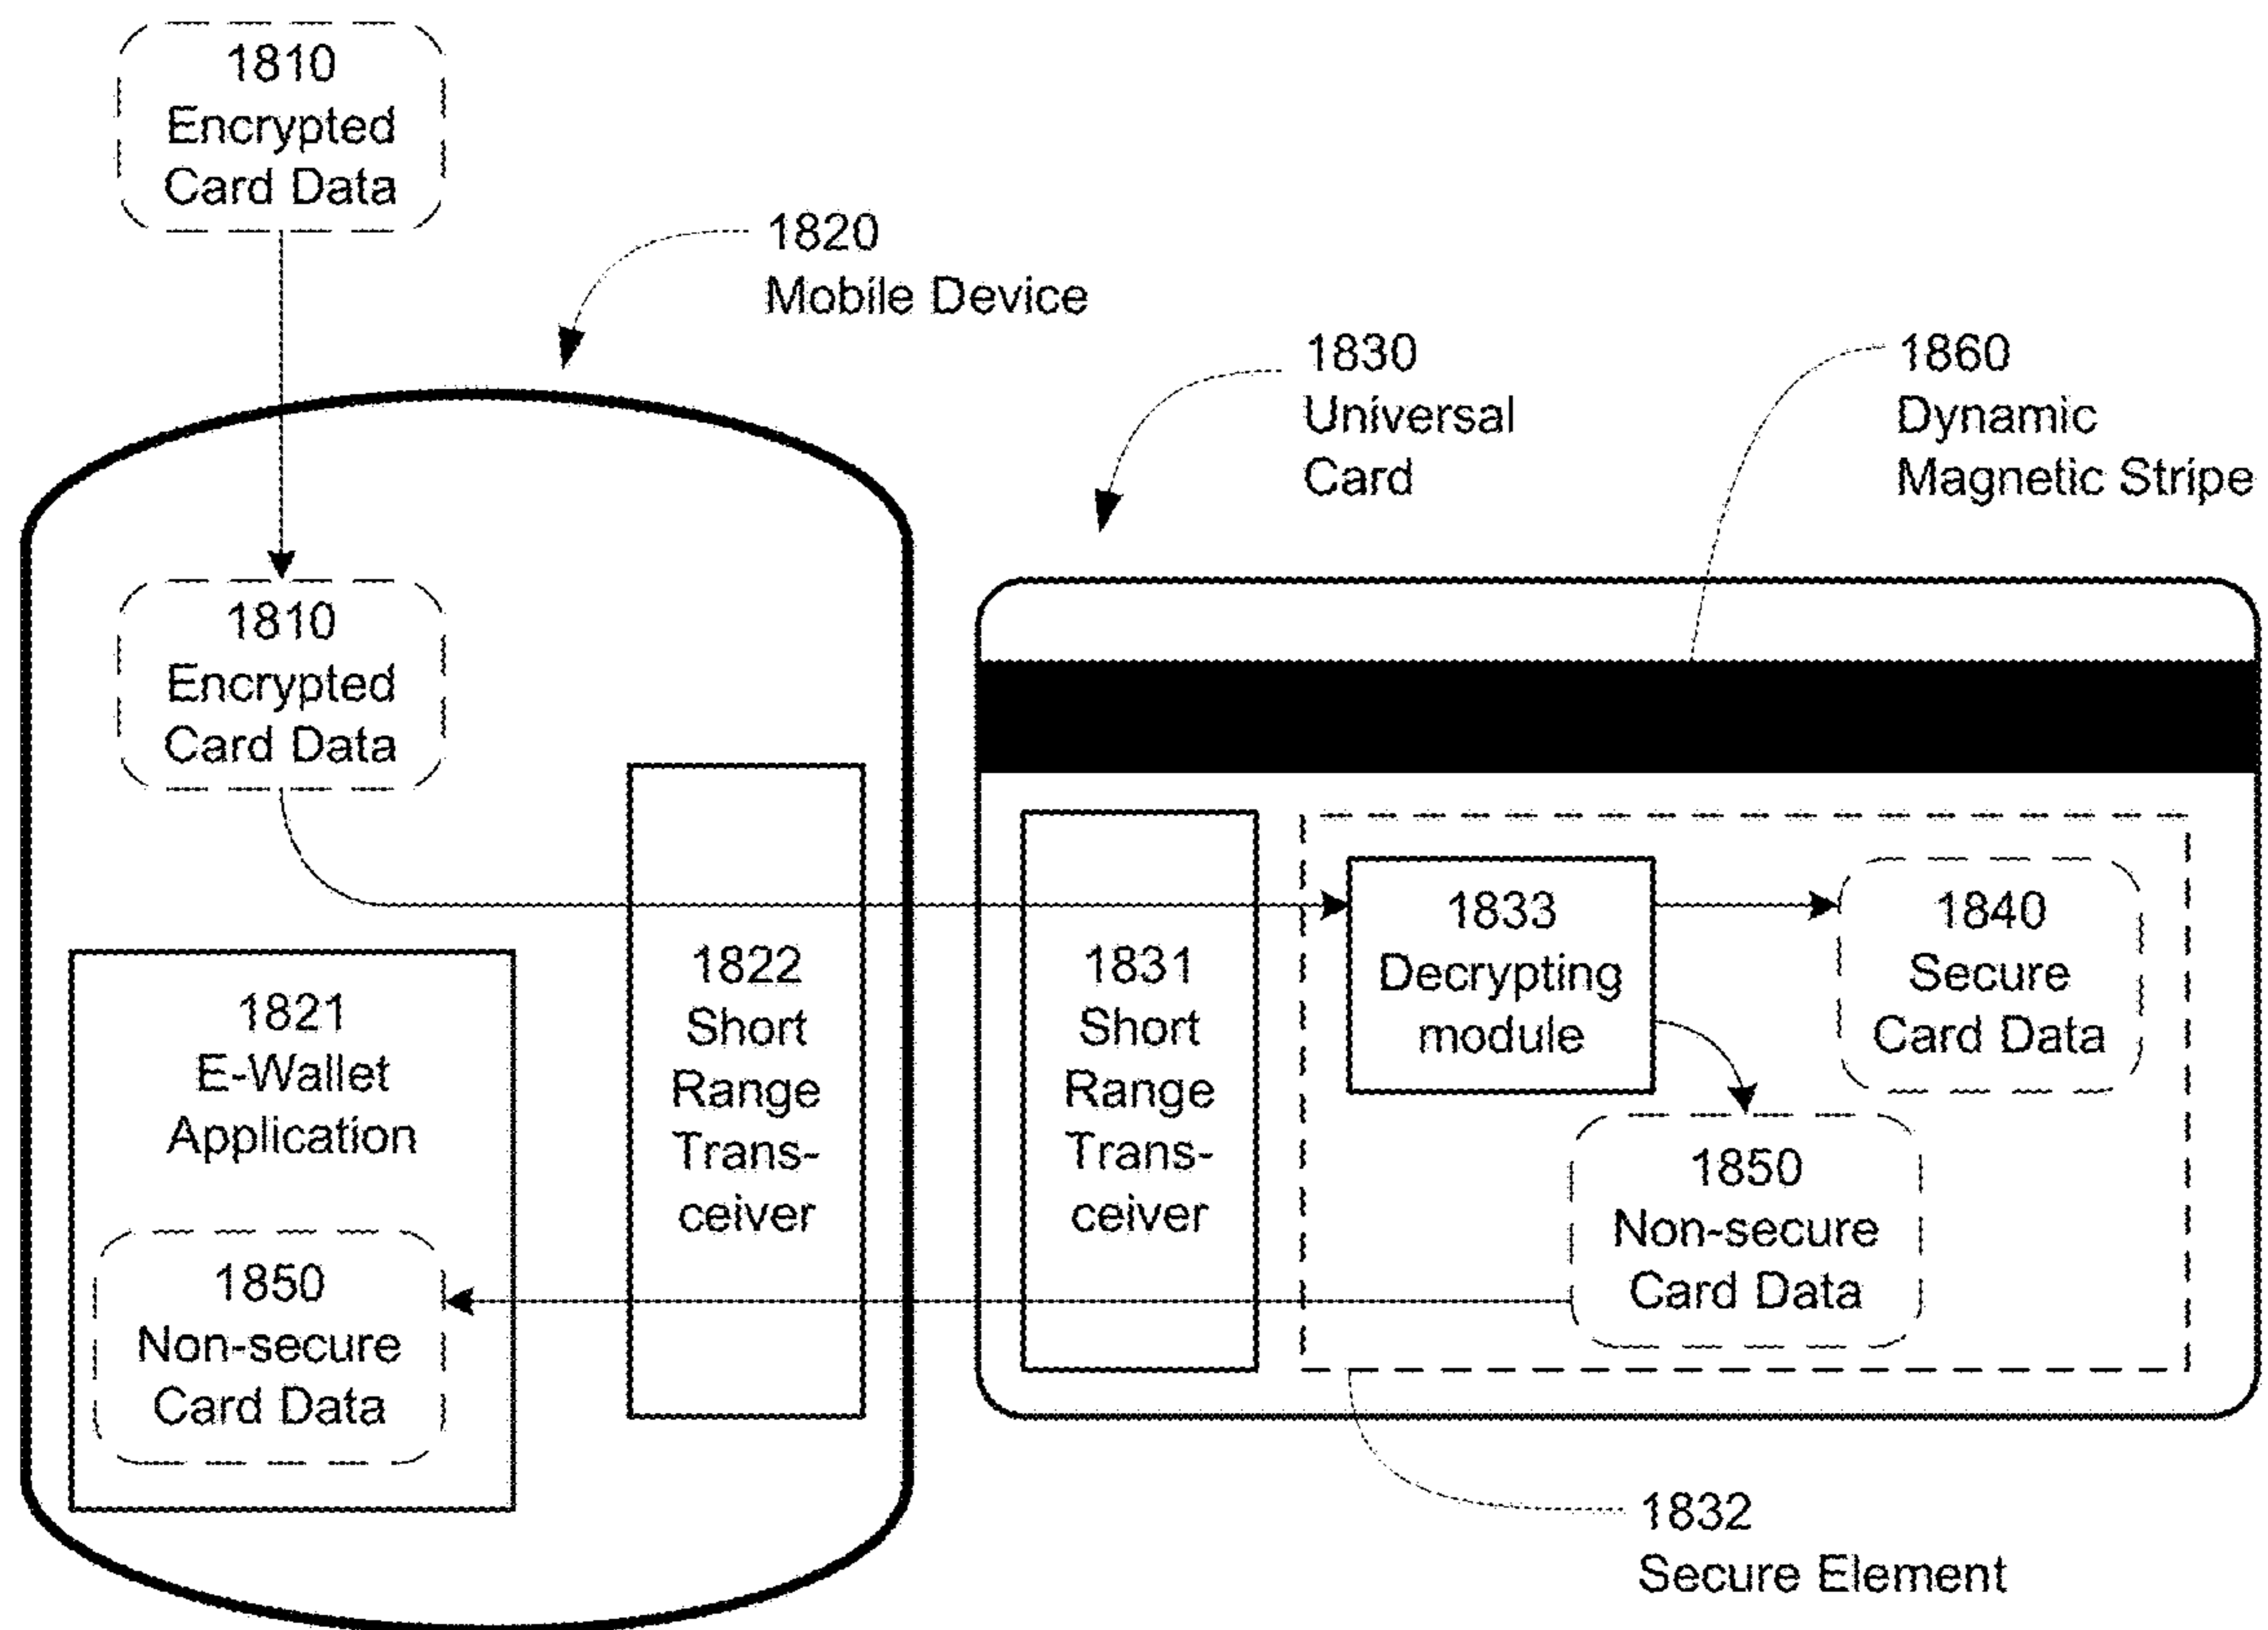 1810
Encrypted
Card Data
1820
Mobile Device
1830
Universal
Card
1860
Dynamic
Magnetic Stripe
1810
Encrypted
Card Data
1821
E-Wallet
Application
1850
Non-secure
Card Data
1822
Short
Range
Trans-
ceiver
1831
Short
Range
Trans-
ceiver
1833
Decrypting
module
1840
Secure
Card Data
1850
Non-secure
Card Data
1832
Secure Element